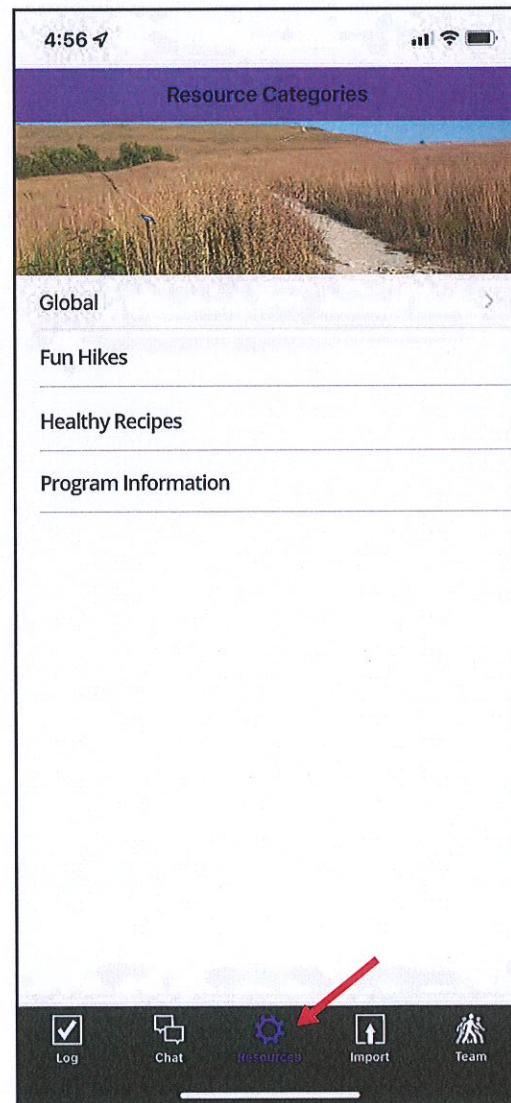 4:56
Resource Categories
Global
Fun Hikes
Healthy Recipes
Program Information
Log Chat Resources Import Team